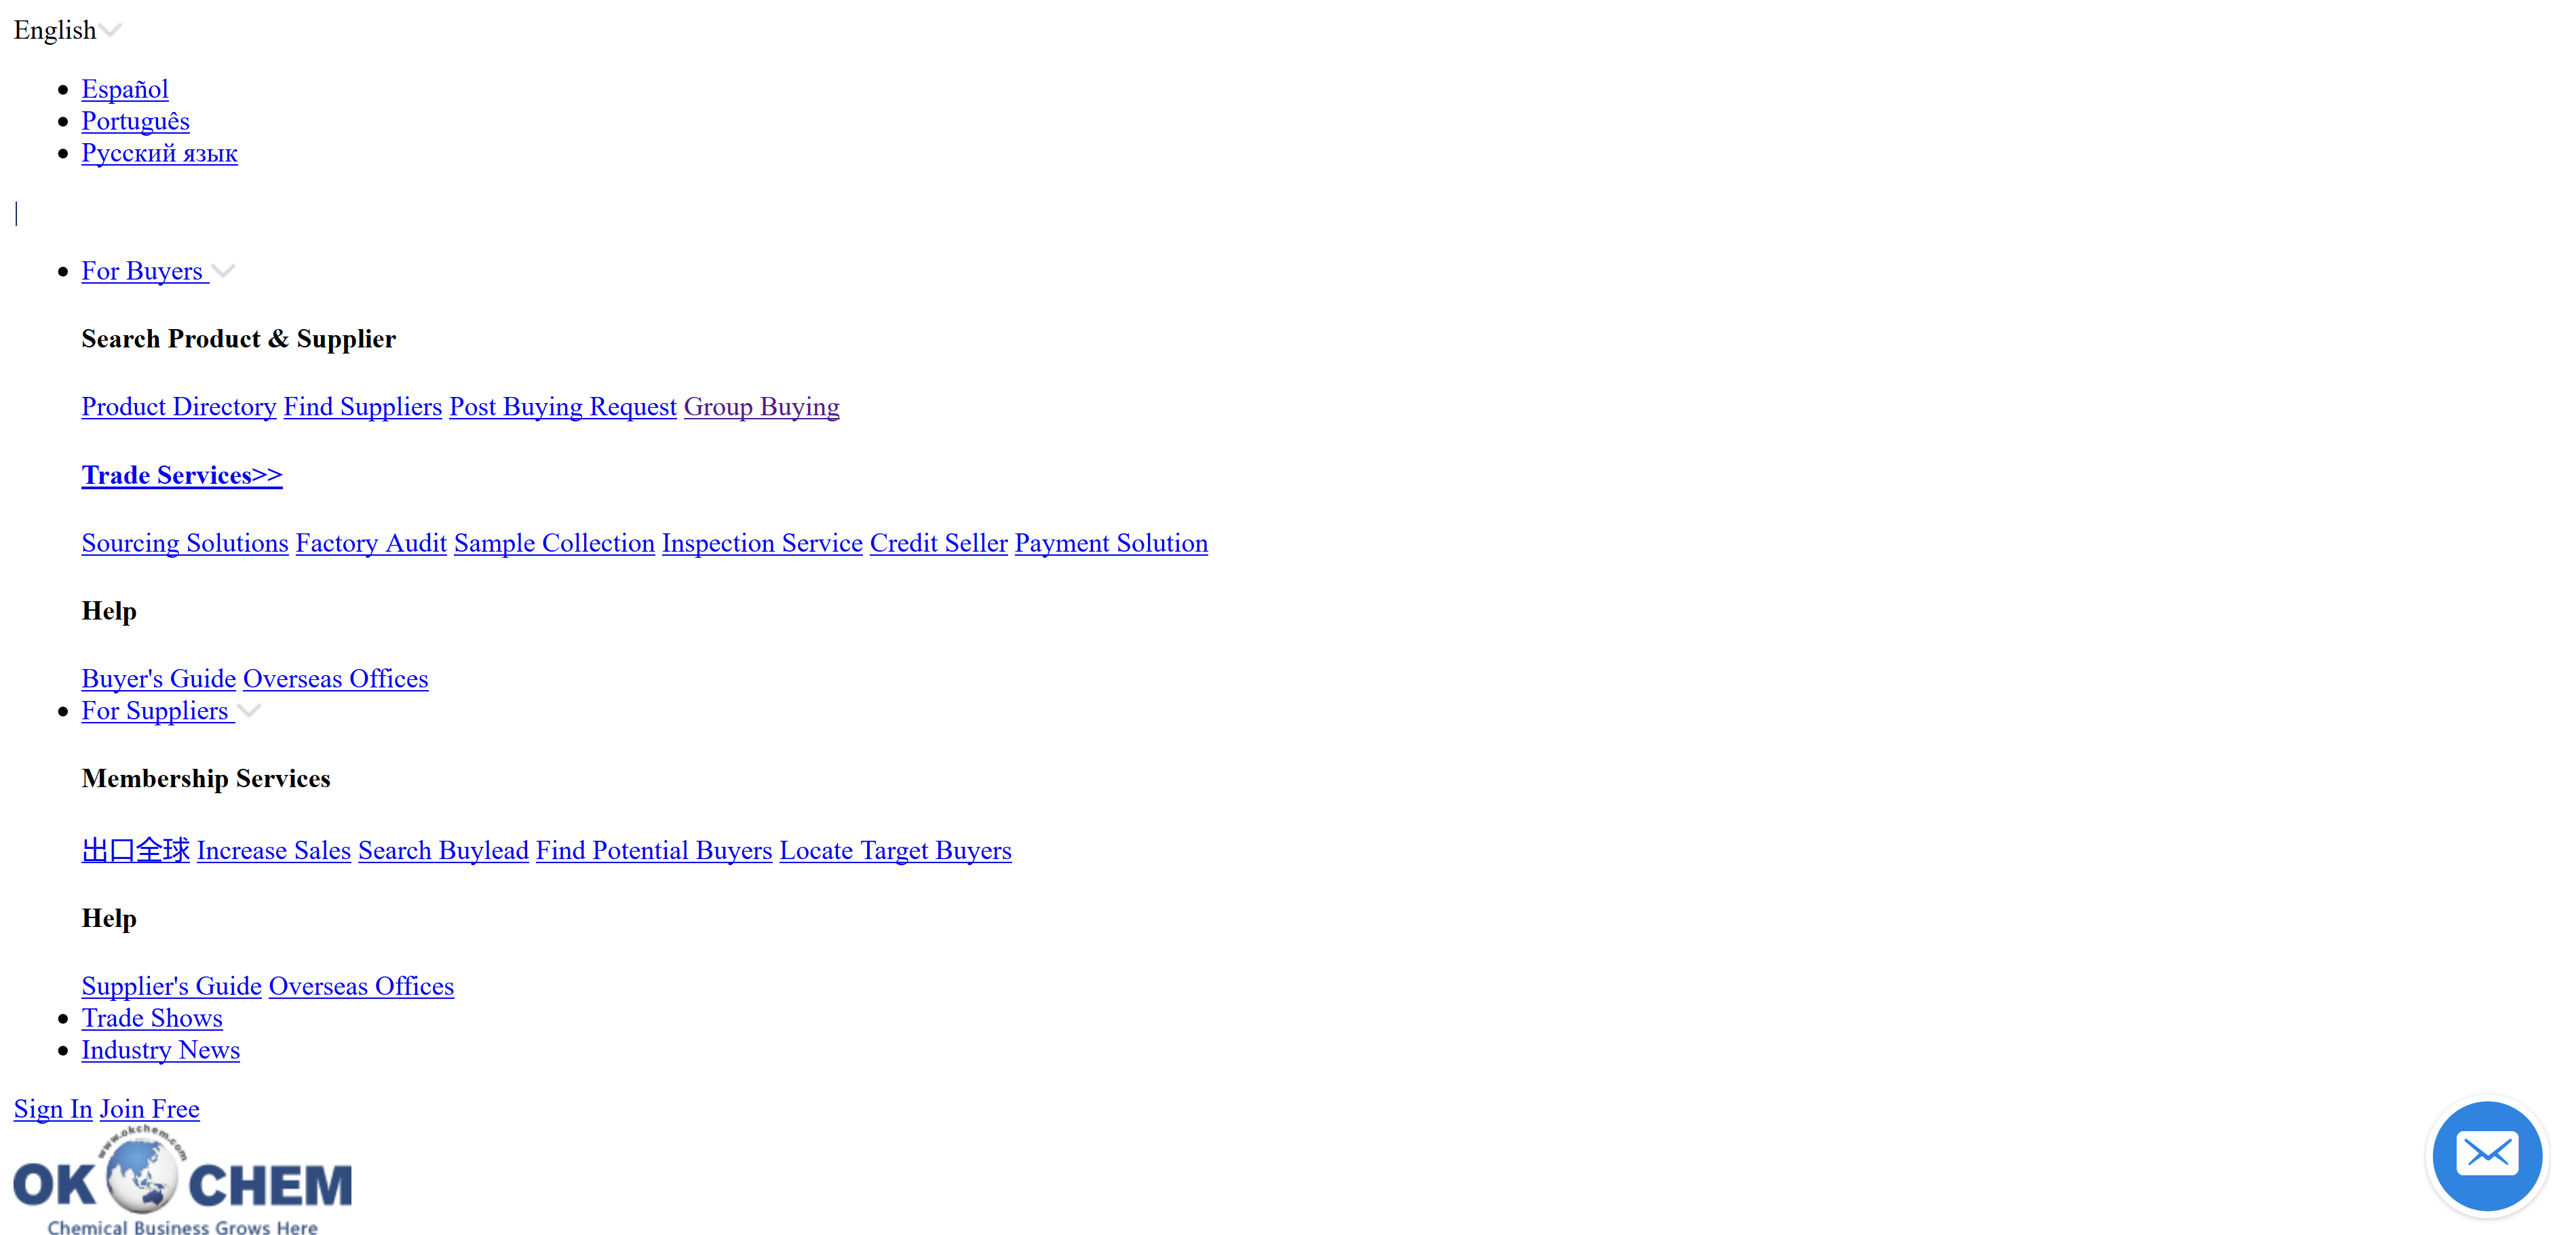 English
Español
Português
Русский язык
|
For Buyers
Search Product & Supplier
Product Directory Find Suppliers Post Buying Request Group Buying
Trade Services>>
Sourcing Solutions Factory Audit Sample Collection Inspection Service Credit Seller Payment Solution
Help
Buyer's Guide Overseas Offices
For Suppliers
Membership Services
出口全球 Increase Sales Search Buylead Find Potential Buyers Locate Target Buyers
Help
Supplier's Guide Overseas Offices
Trade Shows
Industry News
Sign In Join Free
www.okchem.com
OK CHEM
Chemical Business Grows Here